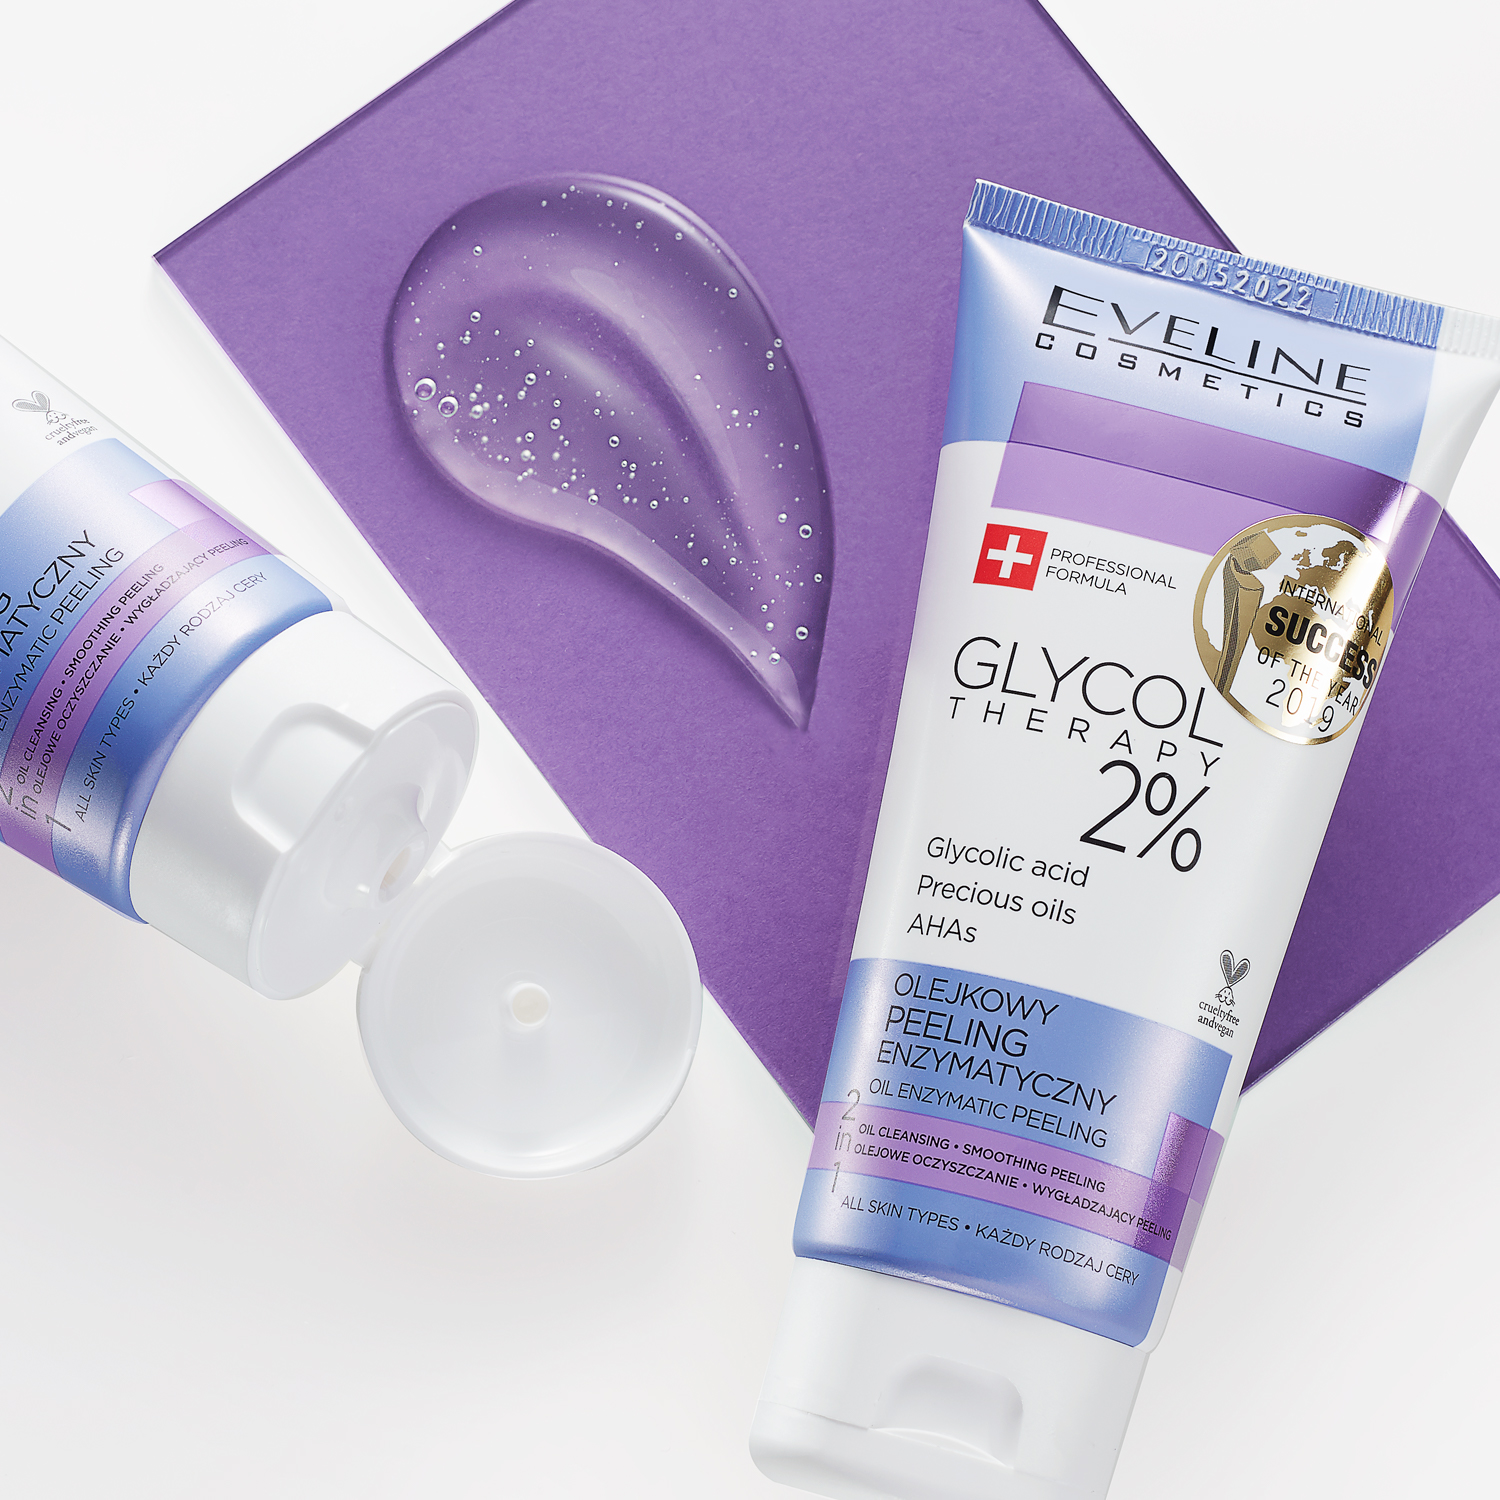 20052022
EVELINE
COSMETICS
PROFESSIONAL
FORMULA
INTERNATIONAL
SUCCESS
OF THE YEAR
2019
GLYCOL
THERAPY
2%
Glycolic acid
Precious oils
AHAs
crueltyfree
andvegan
OLEJKOWY
PEELING
ENZYMATYCZNY
OIL ENZYMATIC PEELING
2
in
1
OIL CLEANSING • SMOOTHING PEELING
OLEJOWE OCZYSZCZANIE • WYGŁADZAJĄCY PEELING
ALL SKIN TYPES • KAŻDY RODZAJ CERY
crueltyfree
andvegan
G
MATYCZNY
ENZYMATIC PEELING
2
in
1
OIL CLEANSING • SMOOTHING PEELING
OLEJOWE OCZYSZCZANIE • WYGŁADZAJĄCY PEELING
ALL SKIN TYPES • KAŻDY RODZAJ CERY